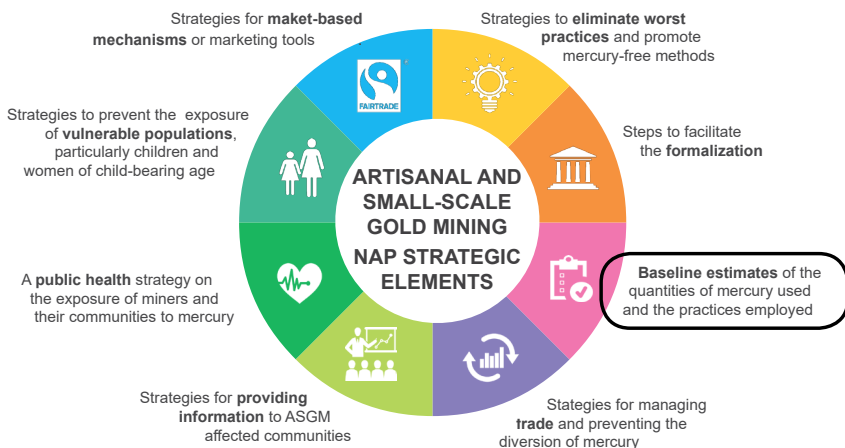 Strategies for maket-based
mechanisms or marketing tools
Strategies to eliminate worst
practices and promote
mercury-free methods
FAIRTRADE
Strategies to prevent the exposure
of vulnerable populations,
particularly children and
women of child-bearing age
Steps to facilitate
the formalization
ARTISANAL AND
SMALL-SCALE
GOLD MINING
NAP STRATEGIC
ELEMENTS
A public health strategy on
the exposure of miners and
their communities to mercury
Baseline estimates of the
quantities of mercury used
and the practices employed
Strategies for providing
information to ASGM
affected communities
Stategies for managing
trade and preventing the
diversion of mercury